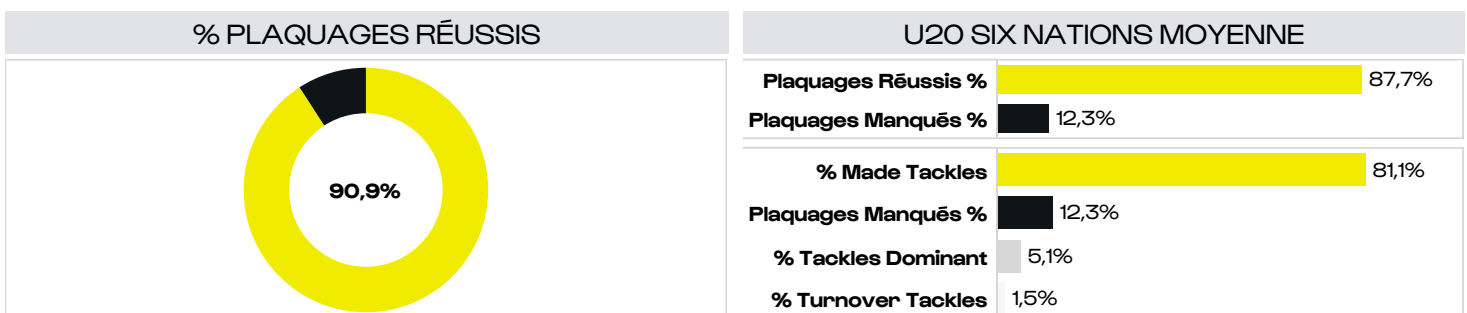 % PLAQUAGES RÉUSSIS
90,9%
U20 SIX NATIONS MOYENNE
Plaquages Réussis % 87,7%
Plaquages Manqués % 12,3%
% Made Tackles 81,1%
Plaquages Manqués % 12,3%
% Tackles Dominant 5,1%
% Turnover Tackles 1,5%